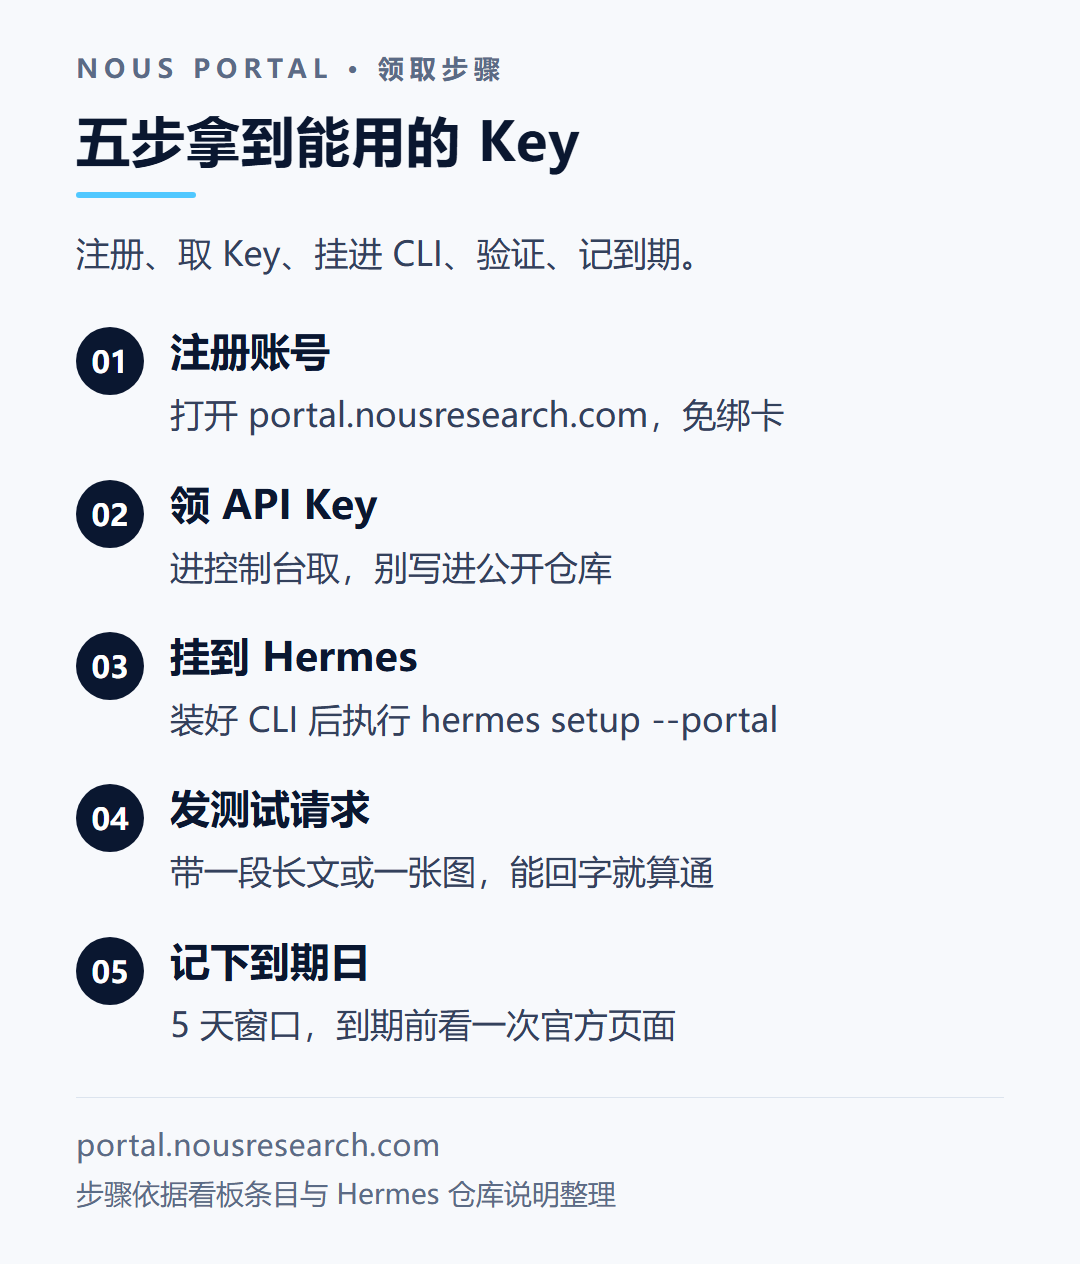 NOUS PORTAL • 领取步骤
五步拿到能用的 Key
注册、取 Key、挂进 CLI、验证、记到期。
01
注册账号
打开 portal.nousresearch.com，免绑卡
02
领 API Key
进控制台取，别写进公开仓库
03
挂到 Hermes
装好 CLI 后执行 hermes setup --portal
04
发测试请求
带一段长文或一张图，能回字就算通
05
记下到期日
5 天窗口，到期前看一次官方页面
portal.nousresearch.com
步骤依据看板条目与 Hermes 仓库说明整理